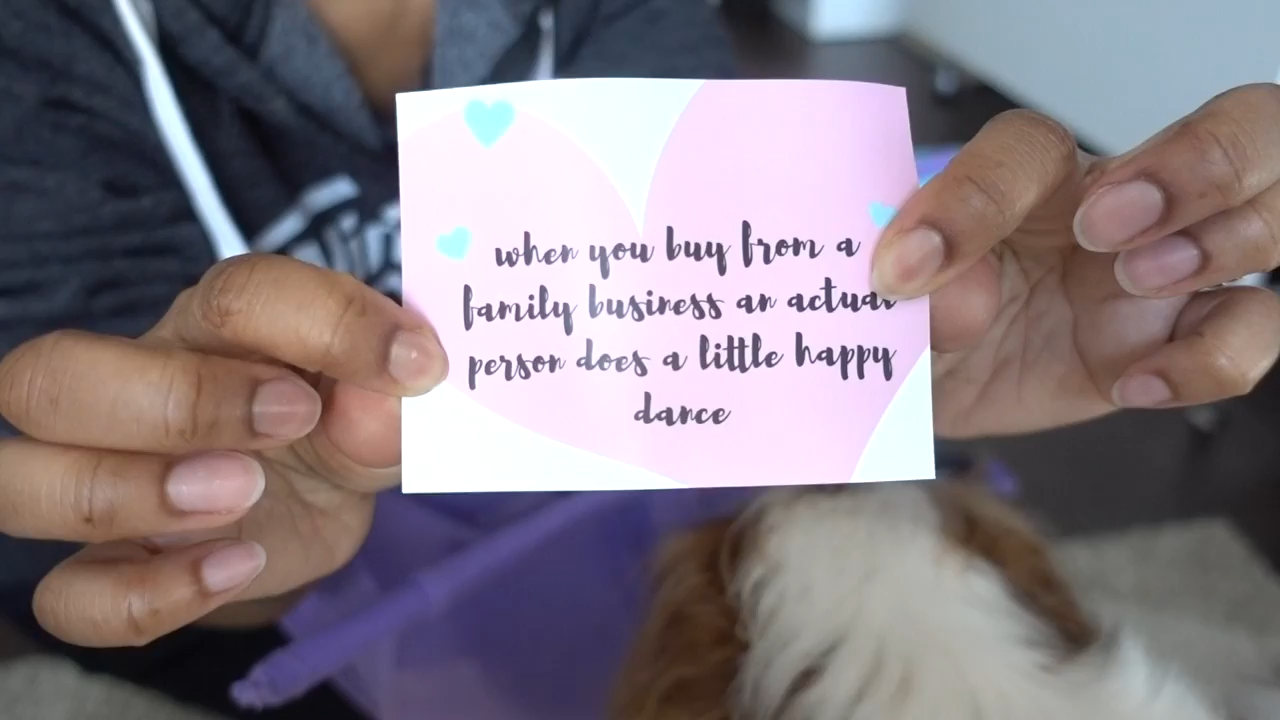 when you buy from a
family business an actual
person does a little happy
dance